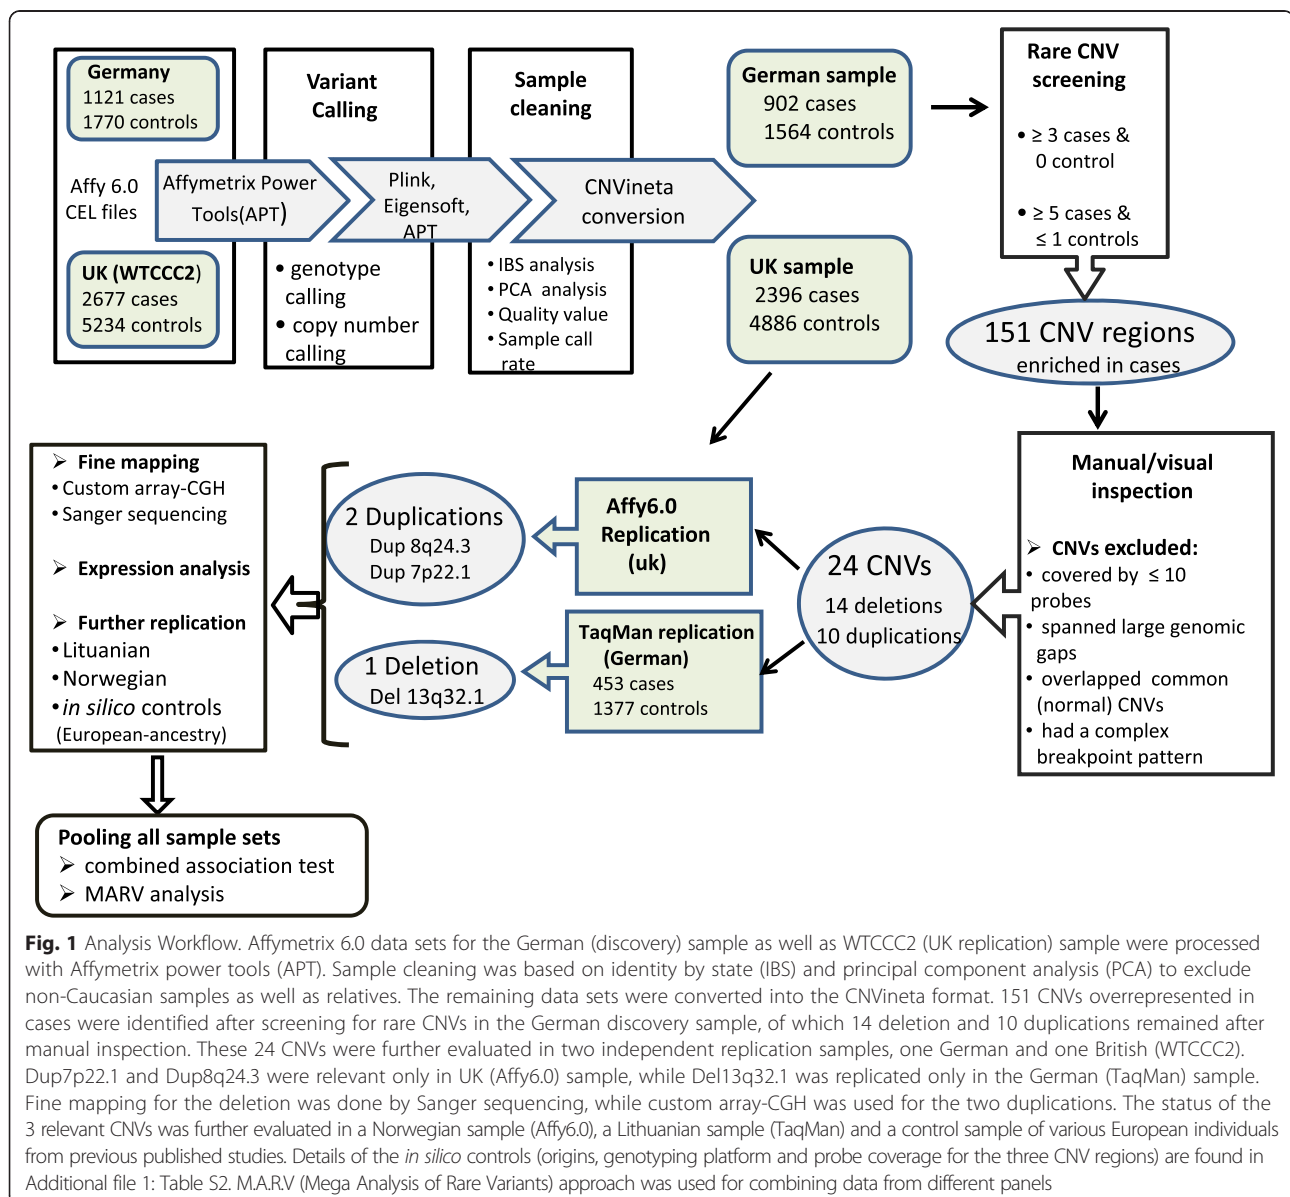 Germany
1121 cases
1770 controls
Affy 6.0
CEL files
UK (WTCCC2)
2677 cases
5234 controls
Affymetrix Power
Tools(APT)
Variant
Calling
Plink,
Eigensoft,
APT
• genotype
calling
• copy number
calling
Sample
cleaning
CNVineta
conversion
• IBS analysis
• PCA analysis
• Quality value
• Sample call
rate
German sample
902 cases
1564 controls
UK sample
2396 cases
4886 controls
Rare CNV
screening
• ≥ 3 cases &
0 control
• ≥ 5 cases &
≤ 1 controls
151 CNV regions
enriched in cases
Manual/visual
inspection
➢ CNVs excluded:
• covered by ≤ 10
probes
• spanned large genomic
gaps
• overlapped common
(normal) CNVs
• had a complex
breakpoint pattern
24 CNVs
14 deletions
10 duplications
Affy6.0
Replication
(uk)
TaqMan replication
(German)
453 cases
1377 controls
2 Duplications
Dup 8q24.3
Dup 7p22.1
1 Deletion
Del 13q32.1
➢ Fine mapping
• Custom array-CGH
• Sanger sequencing
➢ Expression analysis
➢ Further replication
• Lituanian
• Norwegian
• in silico controls
(European-ancestry)
Pooling all sample sets
➢ combined association test
➢ MARV analysis
Fig. 1 Analysis Workflow. Affymetrix 6.0 data sets for the German (discovery) sample as well as WTCCC2 (UK replication) sample were processed
with Affymetrix power tools (APT). Sample cleaning was based on identity by state (IBS) and principal component analysis (PCA) to exclude
non-Caucasian samples as well as relatives. The remaining data sets were converted into the CNVineta format. 151 CNVs overrepresented in
cases were identified after screening for rare CNVs in the German discovery sample, of which 14 deletion and 10 duplications remained after
manual inspection. These 24 CNVs were further evaluated in two independent replication samples, one German and one British (WTCCC2).
Dup7p22.1 and Dup8q24.3 were relevant only in UK (Affy6.0) sample, while Del13q32.1 was replicated only in the German (TaqMan) sample.
Fine mapping for the deletion was done by Sanger sequencing, while custom array-CGH was used for the two duplications. The status of the
3 relevant CNVs was further evaluated in a Norwegian sample (Affy6.0), a Lithuanian sample (TaqMan) and a control sample of various European individuals
from previous published studies. Details of the in silico controls (origins, genotyping platform and probe coverage for the three CNV regions) are found in
Additional file 1: Table S2. M.A.R.V (Mega Analysis of Rare Variants) approach was used for combining data from different panels